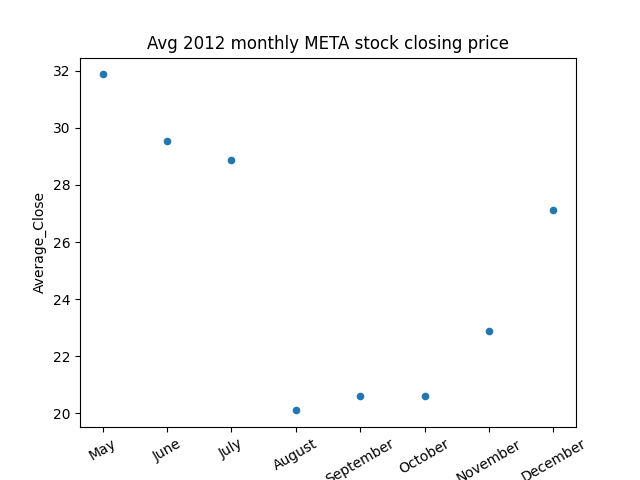 Avg 2012 monthly META stock closing price
32
30
28
26
24
22
20
Average_Close
May
June
July
August
September
October
November
December